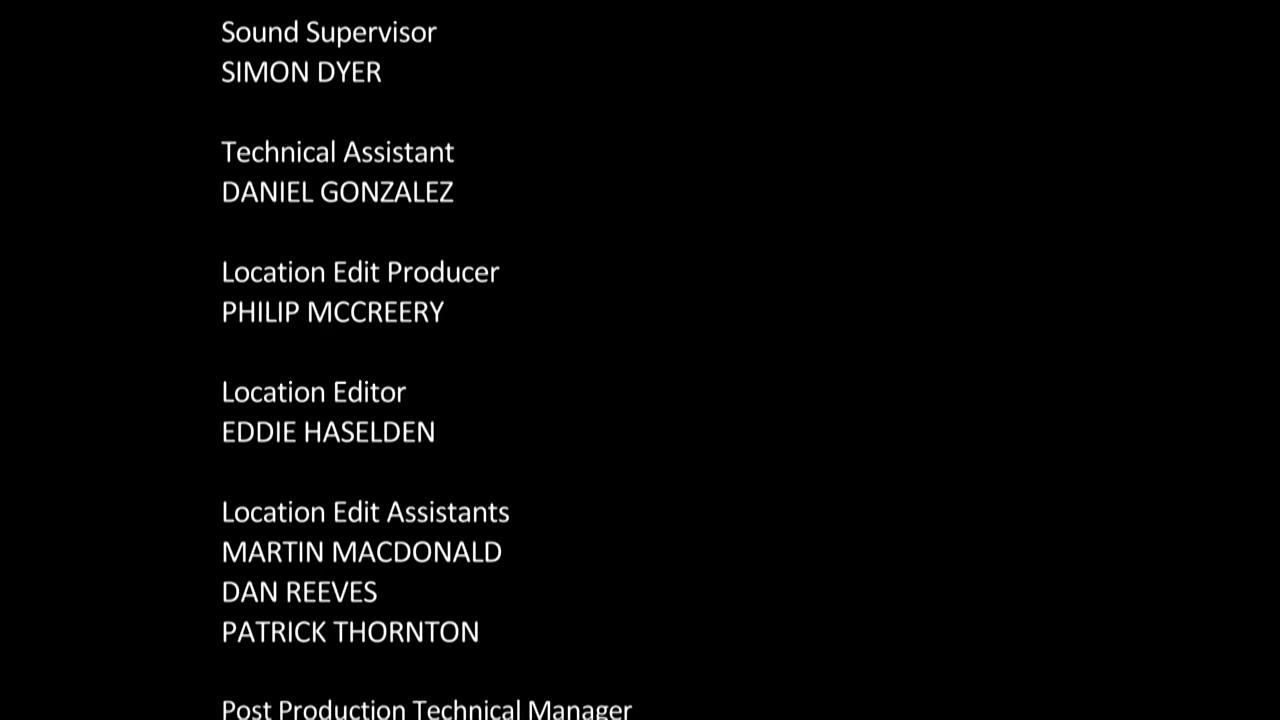 Sound Supervisor
SIMON DYER
Technical Assistant
DANIEL GONZALEZ
Location Edit Producer
PHILIP MCCREERY
Location Editor
EDDIE HASELDEN
Location Edit Assistants
MARTIN MACDONALD
DAN REEVES
PATRICK THORNTON
Post Production Technical Manager